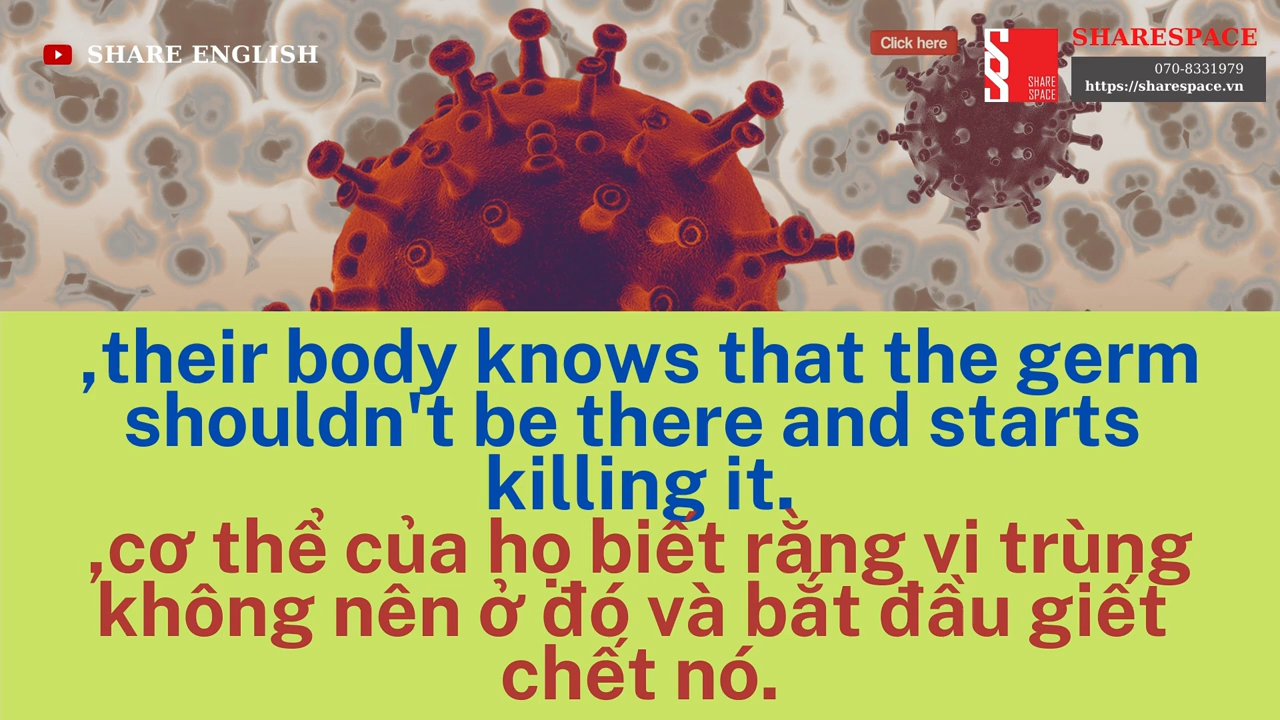 SHARE ENGLISH
Click here
SHARE
SPACE
SHARESPACE
070-8331979
https://sharespace.vn
,their body knows that the germ
shouldn't be there and starts
killing it.
,cơ thể của họ biết rằng vi trùng
không nên ở đó và bắt đầu giết
chết nó.